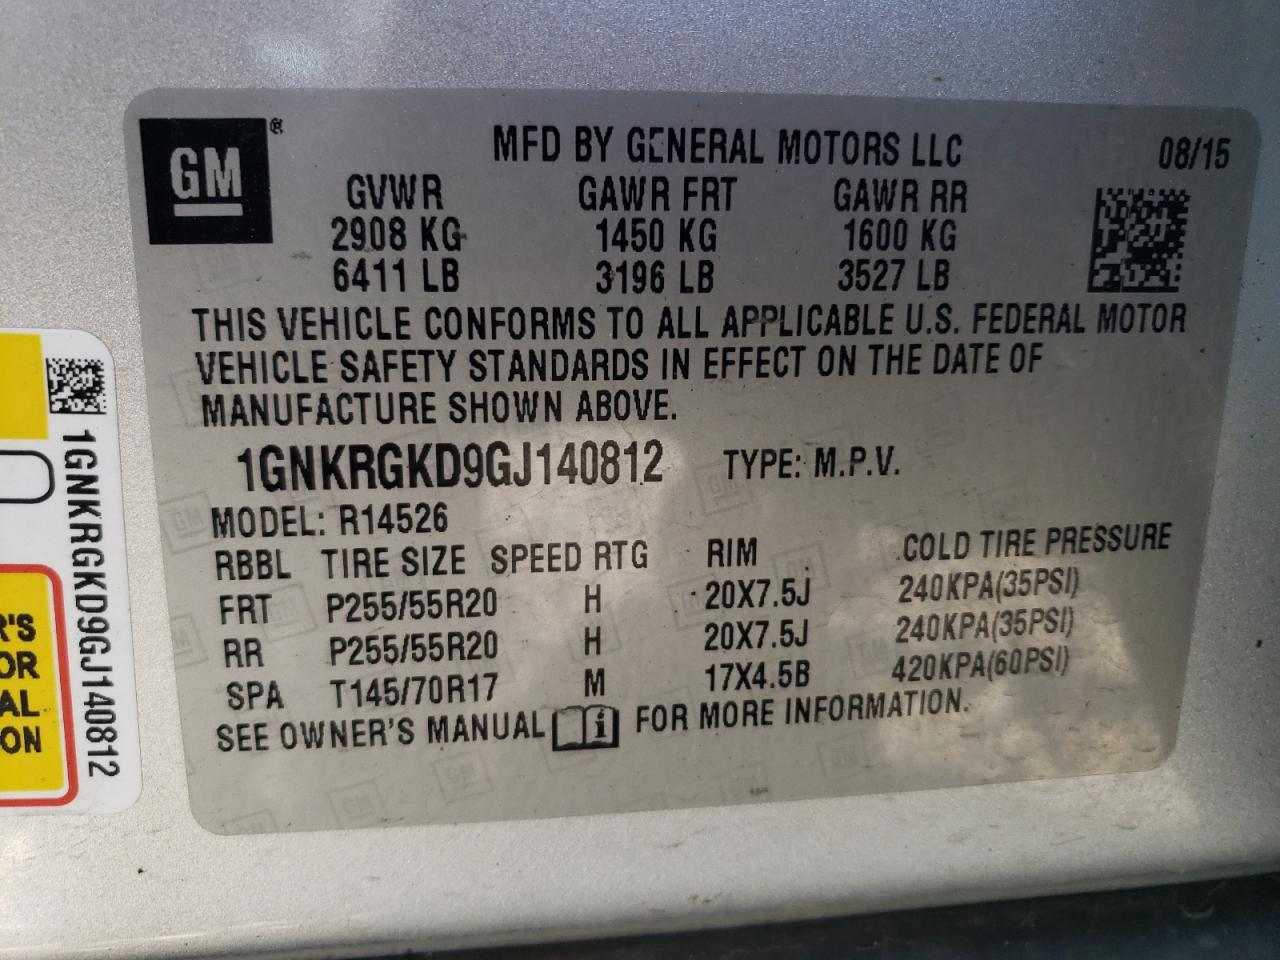 GM ®
MFD BY GENERAL MOTORS LLC 08/15
GVWR GAWR FRT GAWR RR
2908 KG 1450 KG 1600 KG
6411 LB 3196 LB 3527 LB
THIS VEHICLE CONFORMS TO ALL APPLICABLE U.S. FEDERAL MOTOR
VEHICLE SAFETY STANDARDS IN EFFECT ON THE DATE OF
MANUFACTURE SHOWN ABOVE.
1GNKRGKD9GJ140812 TYPE: M.P.V.
MODEL: R14526
RBBL TIRE SIZE SPEED RTG RIM COLD TIRE PRESSURE
FRT P255/55R20 H 20X7.5J 240KPA(35PSI)
RR P255/55R20 H 20X7.5J 240KPA(35PSI)
SPA T145/70R17 M 17X4.5B 420KPA(60PSI)
SEE OWNER'S MANUAL FOR MORE INFORMATION.
1GNKRGKD9GJ140812
R'S
OR
AL
ON